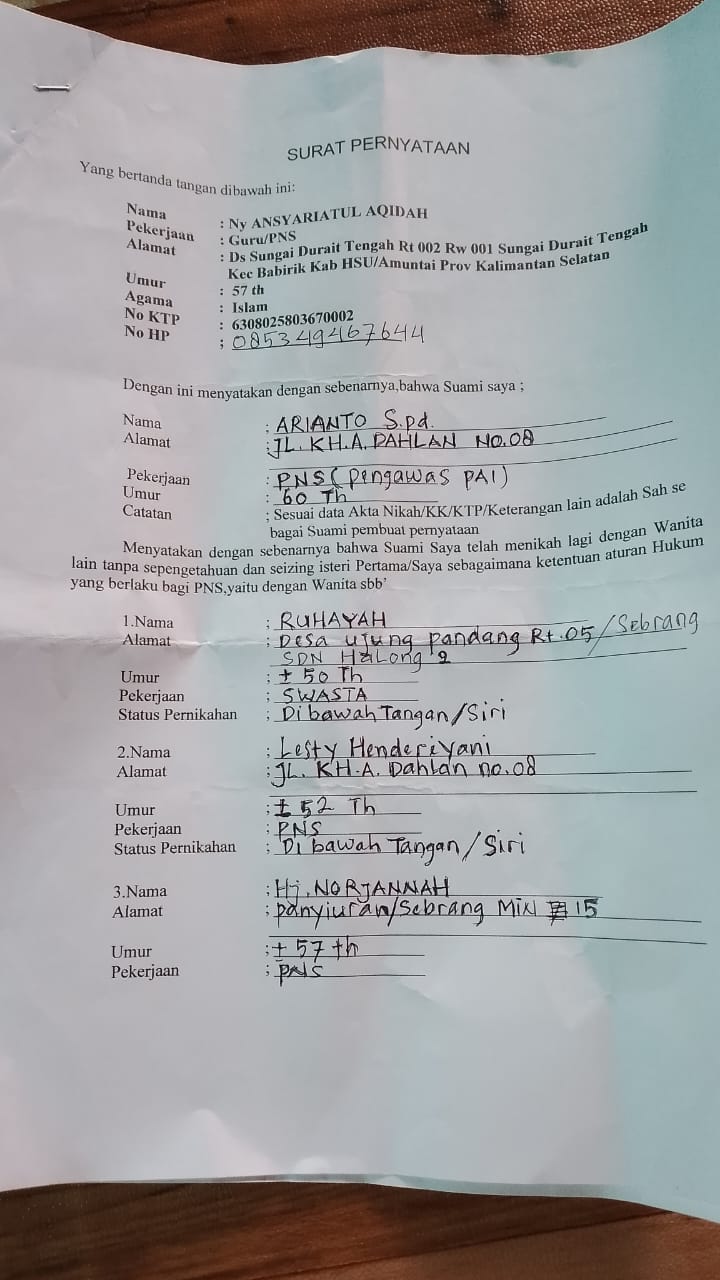 SURAT PERNYATAAN
Yang bertanda tangan dibawah ini:
Nama : Ny ANSYARIATUL AQIDAH
Pekerjaan : Guru/PNS
Alamat : Ds Sungai Durait Tengah Rt 002 Rw 001 Sungai Durait Tengah
Kec Babirik Kab HSU/Amuntai Prov Kalimantan Selatan
Umur : 57 th
Agama : Islam
No KTP : 6308025803670002
No HP ; 085349467644
Dengan ini menyatakan dengan sebenarnya,bahwa Suami saya ;
Nama ; ARIANTO S.pd.
Alamat ; JL. KH.A. DAHLAN NO.08
Pekerjaan : PNS (pengawas PAI)
Umur : 60 Th
Catatan ; Sesuai data Akta Nikah/KK/KTP/Keterangan lain adalah Sah se
bagai Suami pembuat pernyataan
Menyatakan dengan sebenarnya bahwa Suami Saya telah menikah lagi dengan Wanita
lain tanpa sepengetahuan dan seizing isteri Pertama/Saya sebagaimana ketentuan aturan Hukum
yang berlaku bagi PNS,yaitu dengan Wanita sbb'
1.Nama ; RUHAYAH
Alamat ; Desa ujung pandang Rt.05/Sebrang
SDN Halong 2
Umur ; ± 50 Th
Pekerjaan ; SWASTA
Status Pernikahan ; Dibawah Tangan/Siri
2.Nama ; Lesty Henderiyani
Alamat ; JL. KH.A. Dahlan no.08
Umur ; ± 52 Th
Pekerjaan ; PNS
Status Pernikahan ; Di bawah Tangan/Siri
3.Nama ; Hj. NORJANNAH
Alamat ; panyiuran/Sebrang MIN 15
Umur ; ± 57 th
Pekerjaan ; PNS